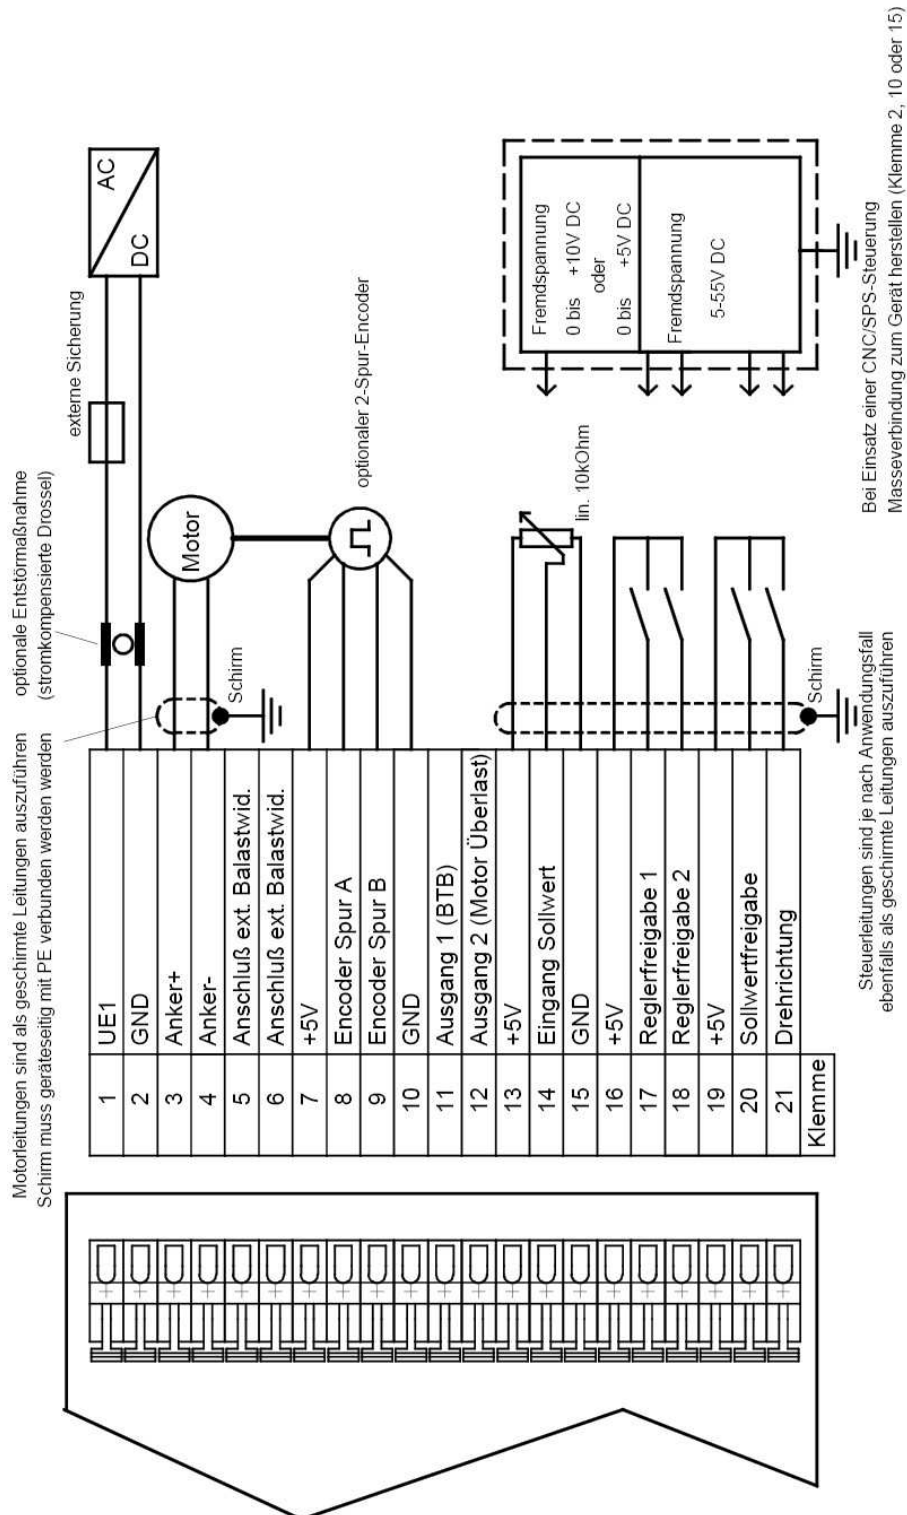 Motorleitungen sind als geschirmte Leitungen auszuführen
Schirm muss geräteseitig mit PE verbunden werden werden
optionale Entstörmaßnahme
(stromkompensierte Drossel)
externe Sicherung
AC
DC
1 UE1
2 GND
3 Anker+
4 Anker-
5 Anschluß ext. Balastwid.
6 Anschluß ext. Balastwid.
7 +5V
8 Encoder Spur A
9 Encoder Spur B
10 GND
11 Ausgang 1 (BTB)
12 Ausgang 2 (Motor Überlast)
13 +5V
14 Eingang Sollwert
15 GND
16 +5V
17 Reglerfreigabe 1
18 Reglerfreigabe 2
19 +5V
20 Sollwertfreigabe
21 Drehrichtung
Klemme
Schirm
Motor
optionaler 2-Spur-Encoder
lin. 10kOhm
Schirm
Fremdspannung
0 bis +10V DC
oder
0 bis +5V DC
Fremdspannung
5-55V DC
Steuerleitungen sind je nach Anwendungsfall
ebenfalls als geschirmte Leitungen auszuführen
Bei Einsatz einer CNC/SPS-Steuerung
Masseverbindung zum Gerät herstellen (Klemme 2, 10 oder 15)